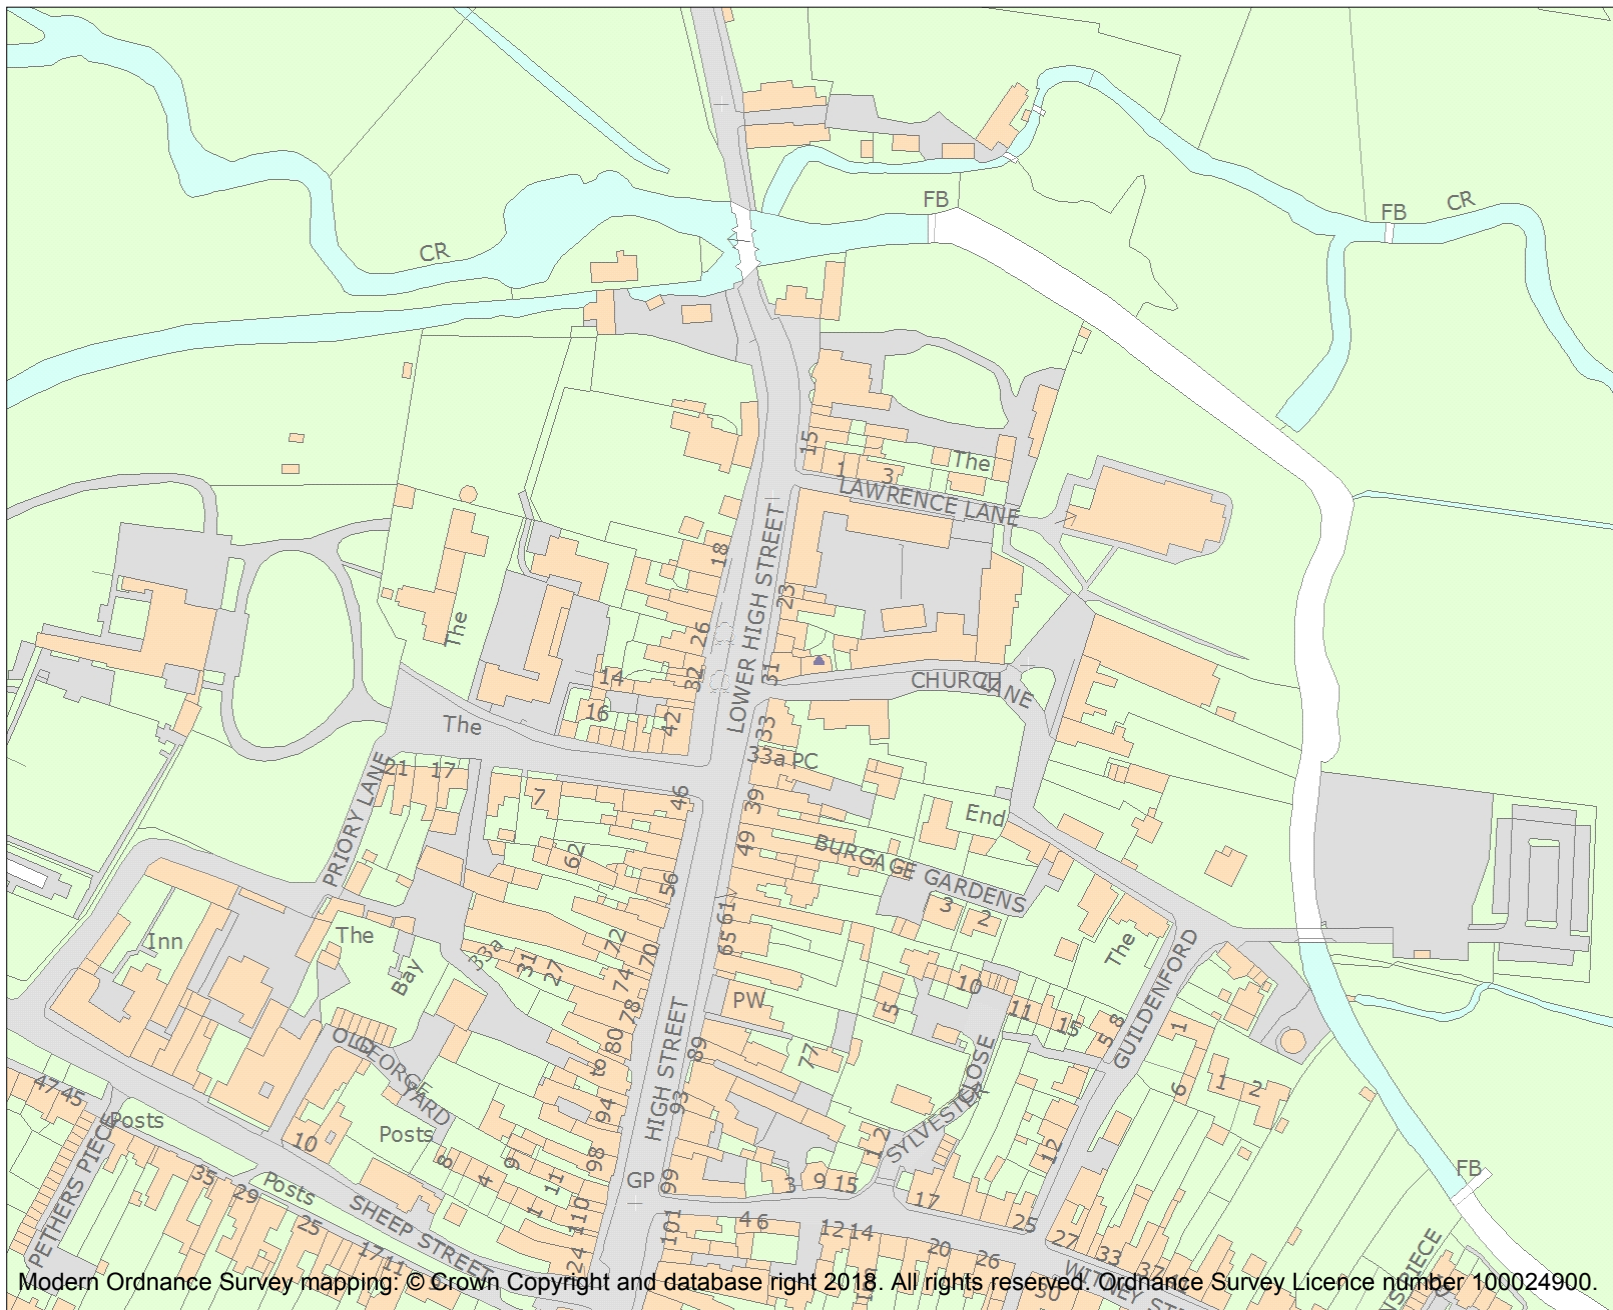 FB
CR
FB
CR
15
The
1
3
LAWRENCE LANE
18
LOWER HIGH STREET
23
The
26
31
14
32
CHURCH LANE
16
42
The
33
33a
PC
21
17
PRIORY LANE
7
46
39
End
49
BURGAGE GARDENS
62
56
61
3
2
Inn
The
33a
72
70
65
The
GUILDENFORD
31
27
74
Bay
10
78
PW
5
11
15
5
8
1
OLD GEORGE YARD
80
89
77
SYLVESTER CLOSE
6
1
2
47
45
HIGH STREET
93
94
Posts
PETHERS PIECE
10
Posts
8
9
98
12
4
11
GP
99
3
9
15
FB
35
29
Posts
1
110
17
SHEEP STREET
25
101
4
6
12
14
25
27
20
26
33
37
17
11
24
WITNEY
30
Modern Ordnance Survey mapping: © Crown Copyright and database right 2018. All rights reserved. Ordnance Survey Licence number 100024900.